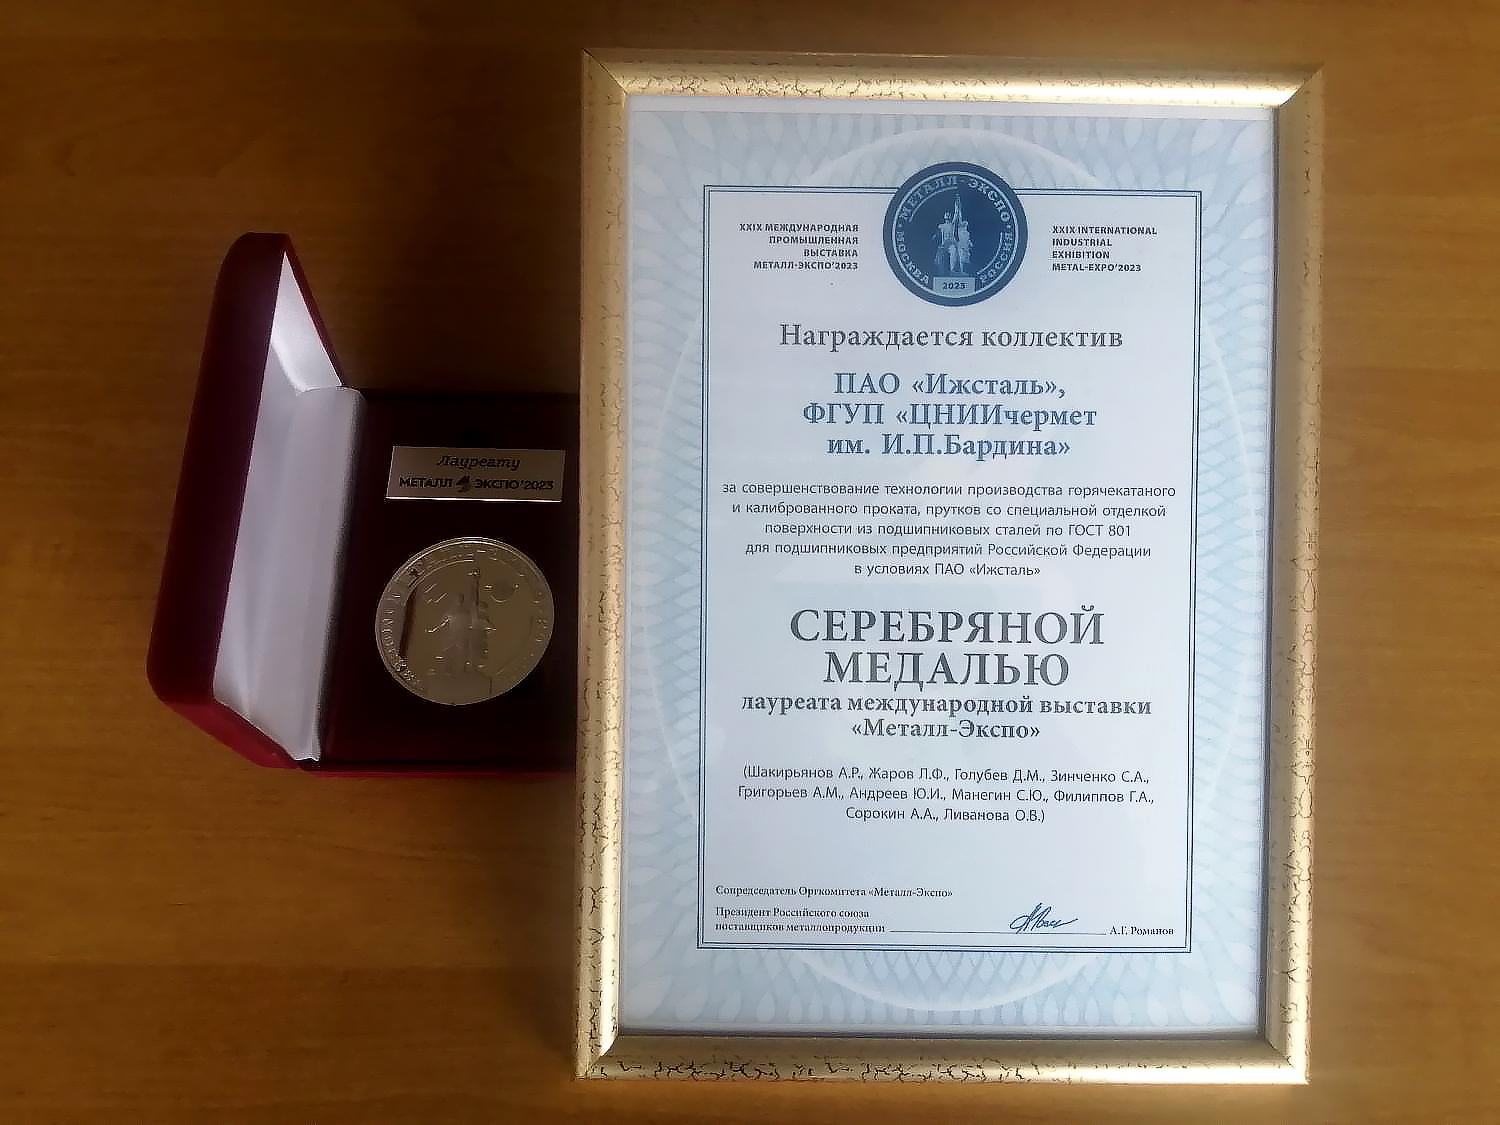 Лауреату
МЕТАЛЛ ЭКСПО'2023
XXIX МЕЖДУНАРОДНАЯ
ПРОМЫШЛЕННАЯ
ВЫСТАВКА
МЕТАЛЛ-ЭКСПО'2023
• МЕТАЛЛ-ЭКСПО •
МОСКВА
РОССИЯ
2023
XXIX INTERNATIONAL
INDUSTRIAL
EXHIBITION
METAL-EXPO'2023
Награждается коллектив
ПАО «Ижсталь»,
ФГУП «ЦНИИчермет
им. И.П.Бардина»
за совершенствование технологии производства горячекатаного
и калиброванного проката, прутков со специальной отделкой
поверхности из подшипниковых сталей по ГОСТ 801
для подшипниковых предприятий Российской Федерации
в условиях ПАО «Ижсталь»
СЕРЕБРЯНОЙ
МЕДАЛЬЮ
лауреата международной выставки
«Металл-Экспо»
(Шакирьянов А.Р., Жаров Л.Ф., Голубев Д.М., Зинченко С.А.,
Григорьев А.М., Андреев Ю.И., Манегин С.Ю., Филиппов Г.А.,
Сорокин А.А., Ливанова О.В.)
Сопредседатель Оргкомитета «Металл-Экспо»
Президент Российского союза
поставщиков металлопродукции А.Г. Романов